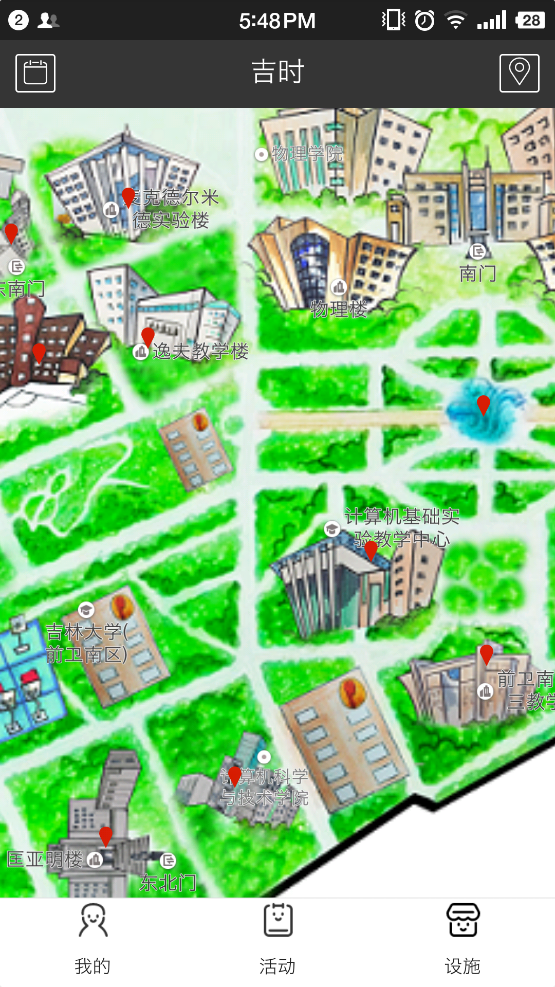 2
5:48PM
28
吉时
物理学院
麦克德尔米
德实验楼
南门
东南门
物理楼
逸夫教学楼
计算机基础实
验教学中心
吉林大学(
前卫南区)
前卫南
三教学
计算机科学
与技术学院
匡亚明楼
东北门
我的
活动
设施